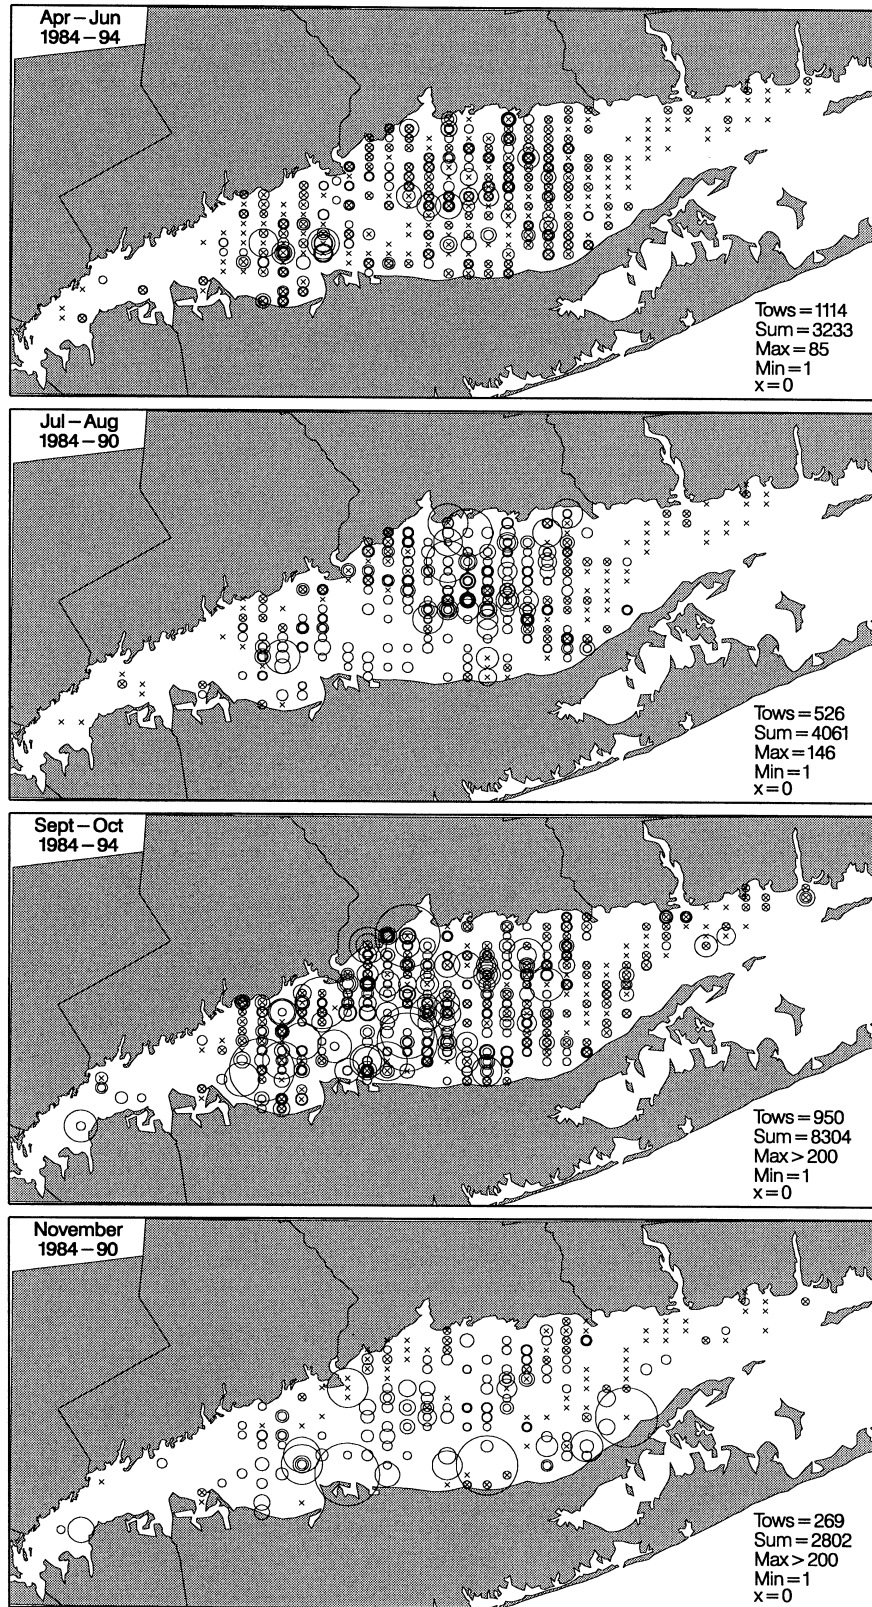 Apr–Jun
1984–94
Tows=1114
Sum=3233
Max=85
Min=1
x=0
Jul–Aug
1984–90
Tows=526
Sum=4061
Max=146
Min=1
x=0
Sept–Oct
1984–94
Tows=950
Sum=8304
Max>200
Min=1
x=0
November
1984–90
Tows=269
Sum=2802
Max>200
Min=1
x=0